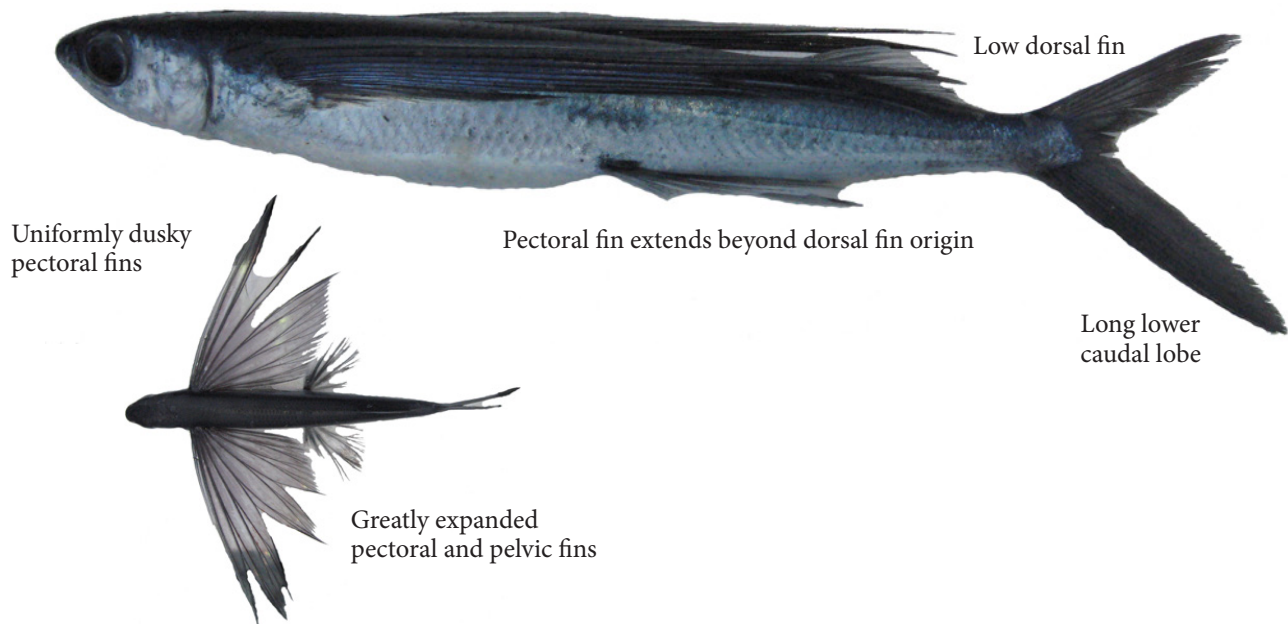 Low dorsal fin
Uniformly dusky
pectoral fins
Pectoral fin extends beyond dorsal fin origin
Long lower
caudal lobe
Greatly expanded
pectoral and pelvic fins